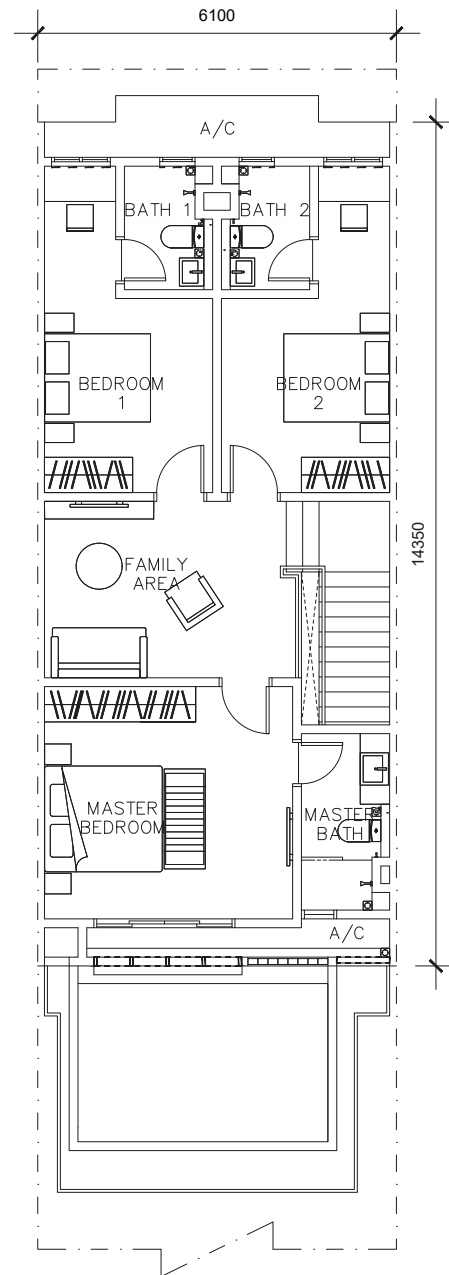 6100
A/C
BATH 1
BATH 2
BEDROOM
1
BEDROOM
2
14350
FAMILY
AREA
MASTER
BEDROOM
MASTER
BATH
A/C